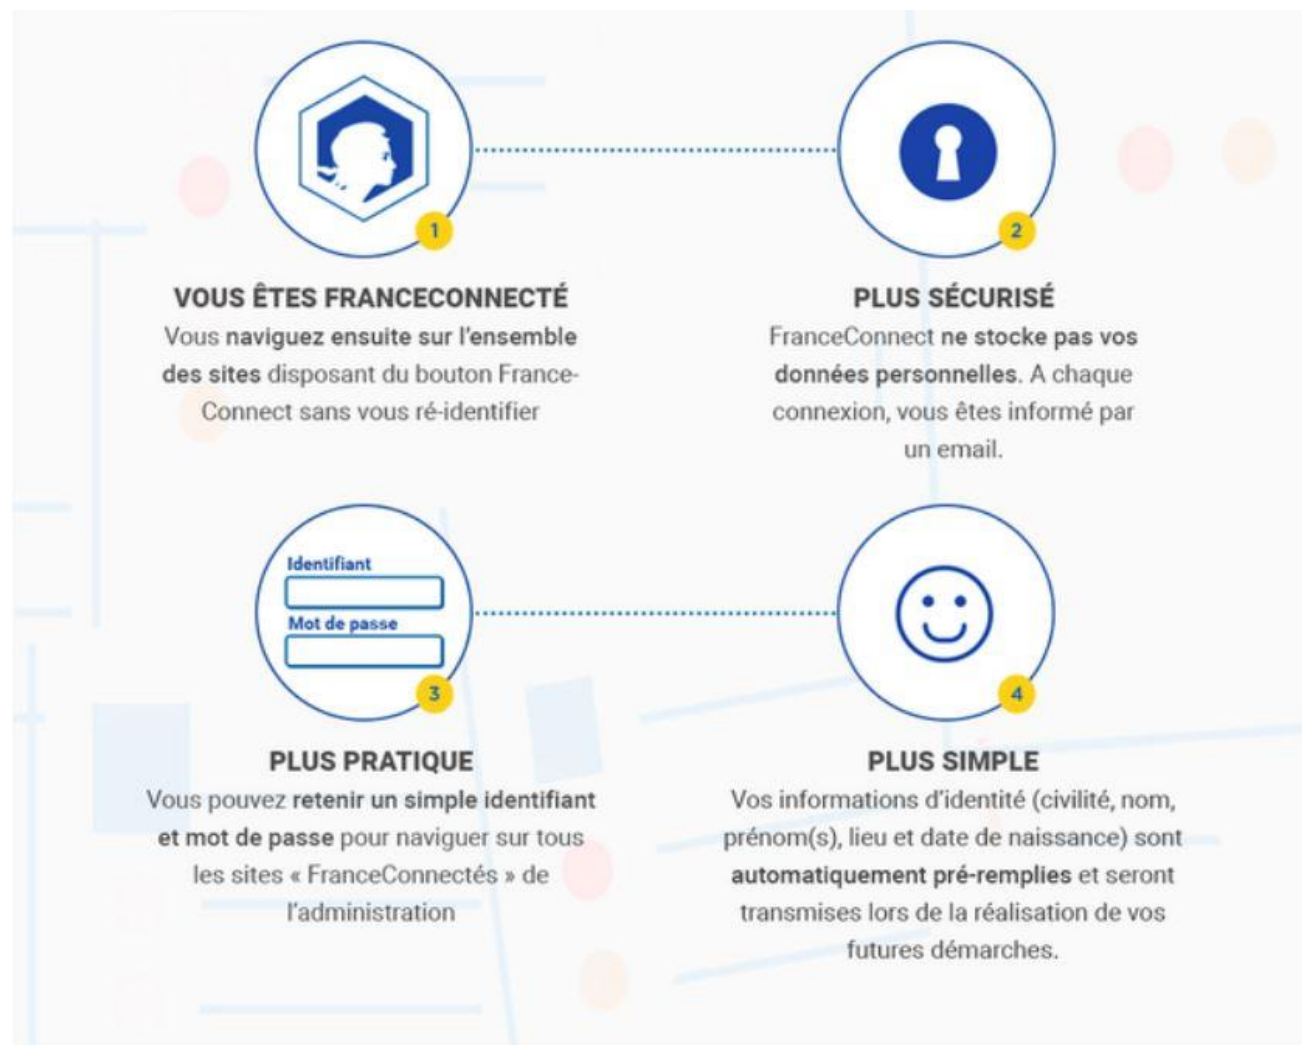 1
VOUS ÊTES FRANCECONNECTÉ
Vous naviguez ensuite sur l'ensemble
des sites disposant du bouton France-
Connect sans vous ré-identifier
2
PLUS SÉCURISÉ
FranceConnect ne stocke pas vos
données personnelles. A chaque
connexion, vous êtes informé par
un email.
Identifiant
Mot de passe
3
PLUS PRATIQUE
Vous pouvez retenir un simple identifiant
et mot de passe pour naviguer sur tous
les sites « FranceConnectés » de
l'administration
4
PLUS SIMPLE
Vos informations d'identité (civilité, nom,
prénom(s), lieu et date de naissance) sont
automatiquement pré-remplies et seront
transmises lors de la réalisation de vos
futures démarches.